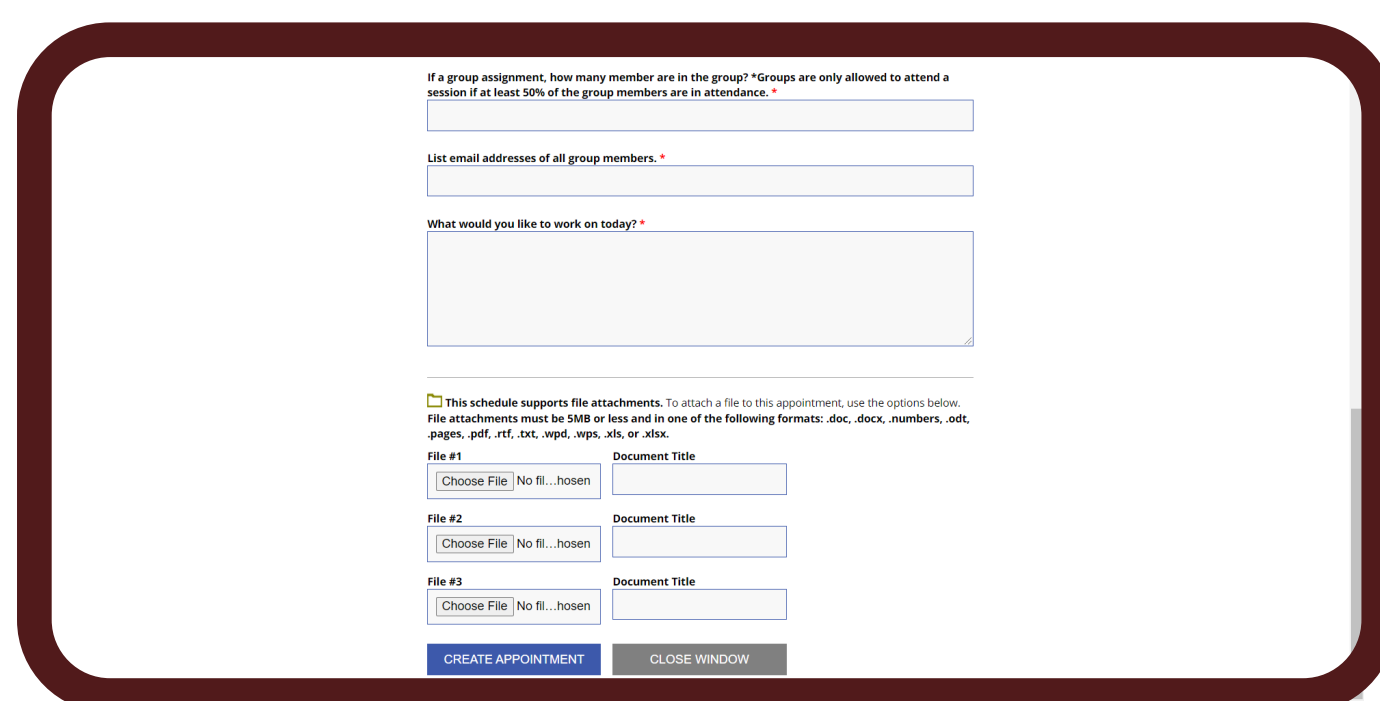 If a group assignment, how many member are in the group? *Groups are only allowed to attend a
session if at least 50% of the group members are in attendance. *
List email addresses of all group members. *
What would you like to work on today? *
This schedule supports file attachments. To attach a file to this appointment, use the options below.
File attachments must be 5MB or less and in one of the following formats: .doc, .docx, .numbers, .odt,
.pages, .pdf, .rtf, .txt, .wpd, .wps, .xls, or .xlsx.
File #1 Document Title
Choose File No fil...hosen
File #2 Document Title
Choose File No fil...hosen
File #3 Document Title
Choose File No fil...hosen
CREATE APPOINTMENT CLOSE WINDOW